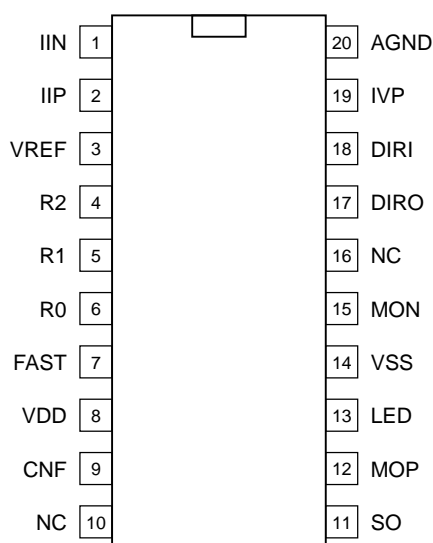 IIN 1 20 AGND
IIP 2 19 IVP
VREF 3 18 DIRI
R2 4 17 DIRO
R1 5 16 NC
R0 6 15 MON
FAST 7 14 VSS
VDD 8 13 LED
CNF 9 12 MOP
NC 10 11 SO